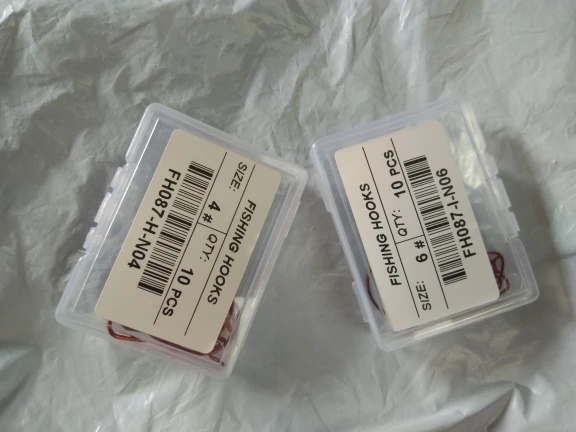 FISHING HOOKS
SIZE: 4 # QTY: 10 PCS
FH087-H-N04
FISHING HOOKS
SIZE: 6 # QTY: 10 PCS
FH087-I-N06